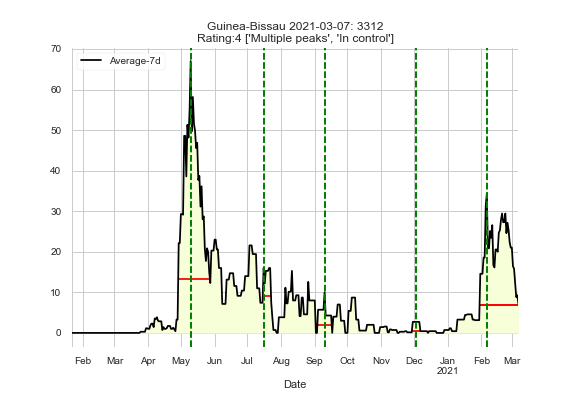 Guinea-Bissau 2021-03-07: 3312
Rating:4 ['Multiple peaks', 'In control']
Average-7d
70
60
50
40
30
20
10
0
Feb Mar Apr May Jun Jul Aug Sep Oct Nov Dec Jan Feb Mar
2021
Date